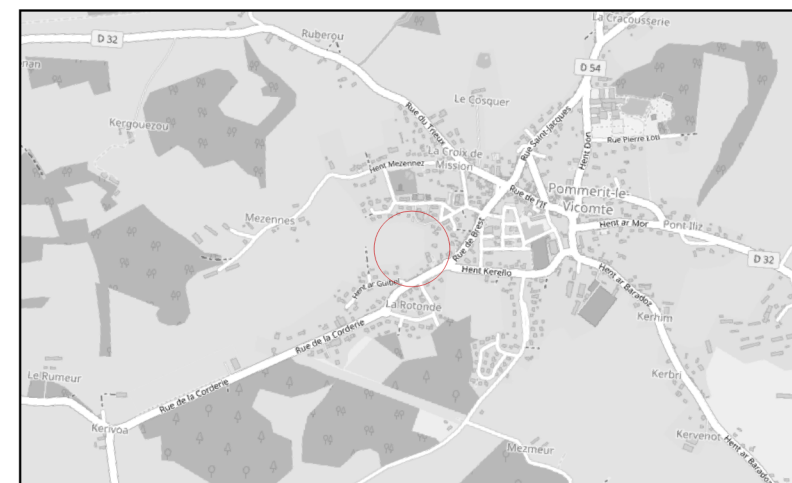 La Cracousserie
D 32
Ruberou
D 54
Le Cosquer
Kergouezou
Rue du Trieux
Rue Saint-Jacques
Hent Don
Rue Pierre Loti
La Croix de
Mission
Hent Mezennez
Rue de l'If
Pommerit-le-
Vicomte
Mezennes
Rue de Brest
Hent ar Mor
Pont Iliz
D 32
Hent Kereño
Hent ar Guibel
Hent ar Baradoz
La Rotonde
Kerhim
Rue de la Corderie
Le Rumeur
Rue de la Corderie
Kerbri
Kervoa
Kervenot
Hent ar Baradoz
Mezmeur